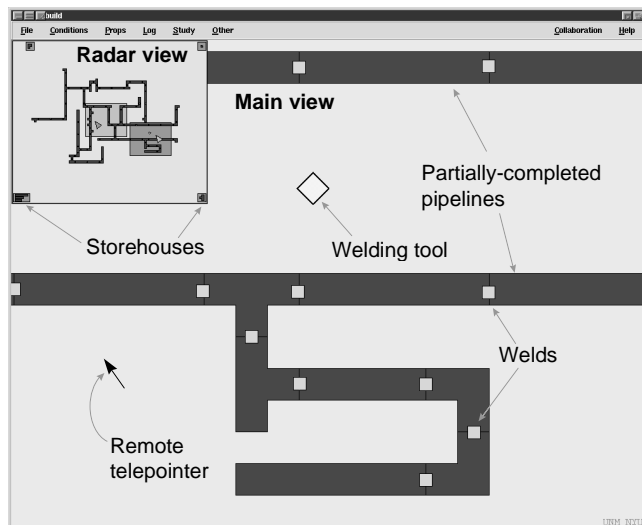 build
File Conditions Props Log Study Other Collaboration Help
Radar view
Main view
Partially-completed
pipelines
Storehouses
Welding tool
Welds
Remote
telepointer